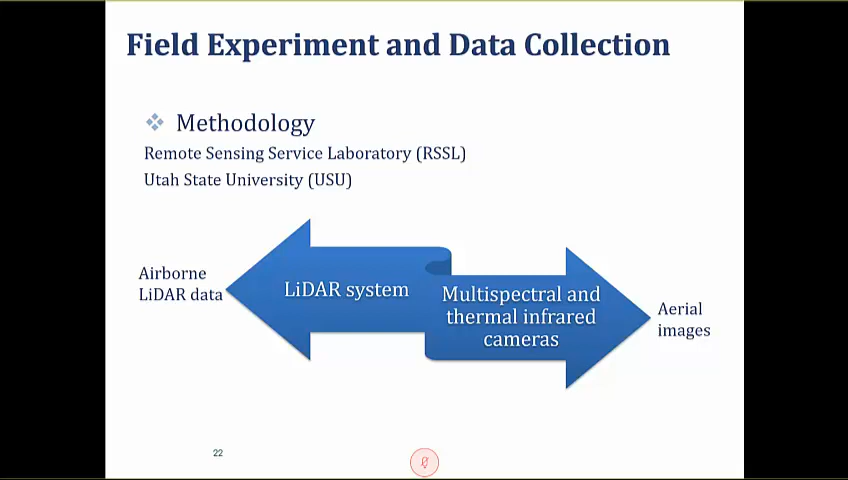 Field Experiment and Data Collection
Methodology
Remote Sensing Service Laboratory (RSSL)
Utah State University (USU)
Airborne
LiDAR data
LiDAR system
Multispectral and
thermal infrared
cameras
Aerial
images
22